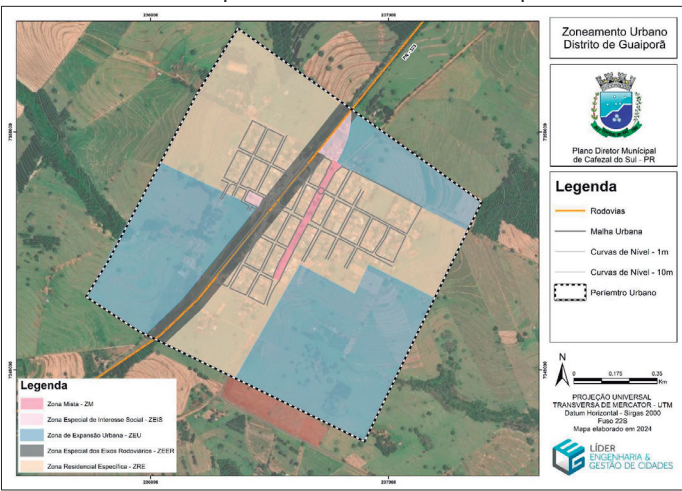 Zoneamento Urbano
Distrito de Guaiporã
Plano Diretor Municipal
de Cafezal do Sul - PR
Legenda
Rodovias
Malha Urbana
Curvas de Nível - 1m
Curvas de Nível - 10m
Periemtro Urbano
N
0 0.175 0.35
Km
PROJEÇÃO UNIVERSAL
TRANSVERSA DE MERCATOR - UTM
Datum Horizontal - Sirgas 2000
Fuso 22S
Mapa elaborado em 2024
LÍDER
ENGENHARIA &
GESTÃO DE CIDADES
Legenda
Zona Mista - ZM
Zona Especial de Interesse Social - ZEIS
Zona de Expansão Urbana - ZEU
Zona Especial dos Eixos Rodoviários - ZEER
Zona Residencial Específica - ZRE